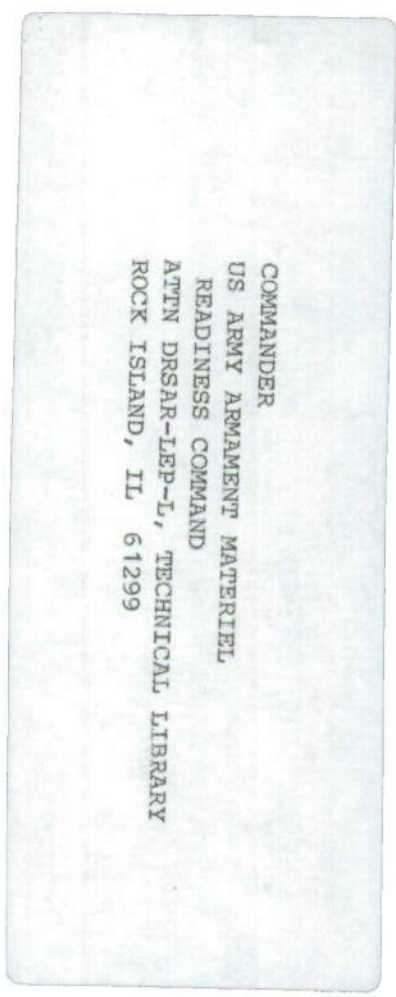 COMMANDER
US ARMY ARMAMENT MATERIEL
READINESS COMMAND
ATTN DRSAR-LEP-L, TECHNICAL LIBRARY
ROCK ISLAND, IL 61299